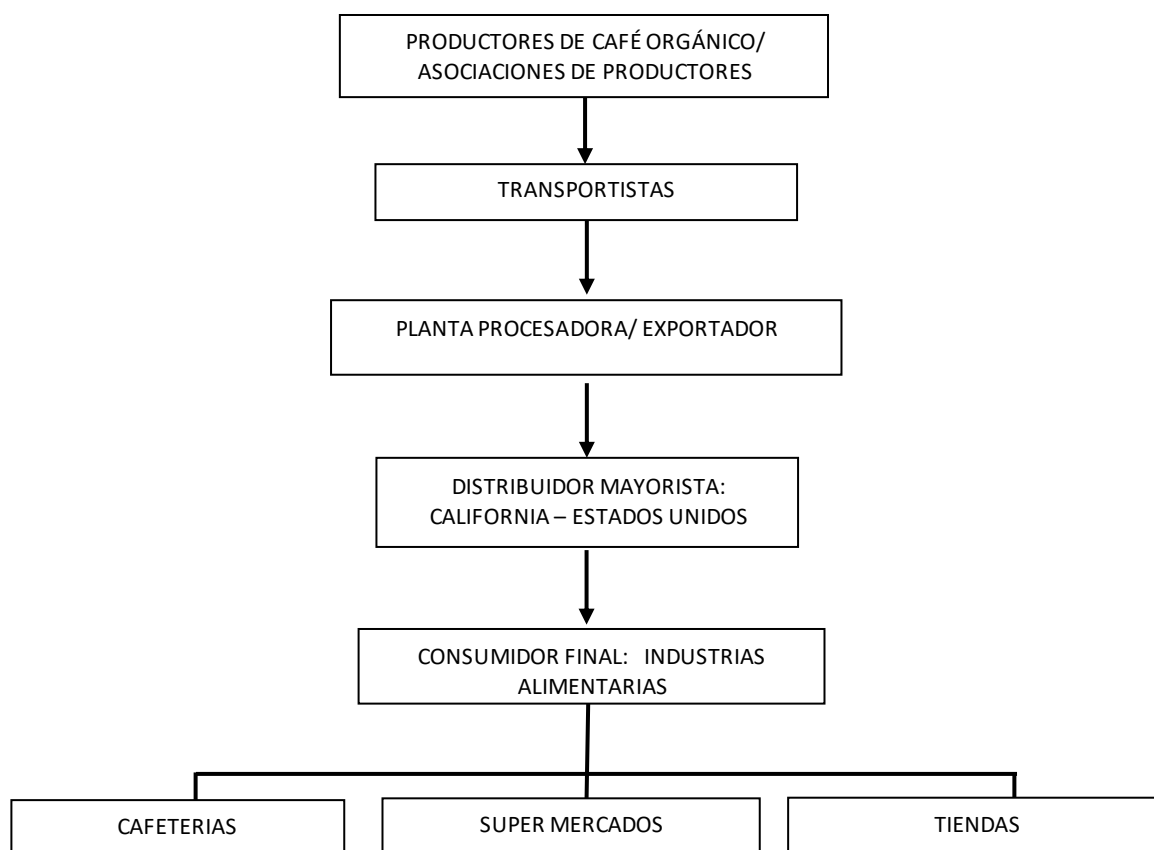 PRODUCTORES DE CAFÉ ORGÁNICO/
ASOCIACIONES DE PRODUCTORES
TRANSPORTISTAS
PLANTA PROCESADORA/ EXPORTADOR
DISTRIBUIDOR MAYORISTA:
CALIFORNIA – ESTADOS UNIDOS
CONSUMIDOR FINAL: INDUSTRIAS
ALIMENTARIAS
CAFETERIAS
SUPER MERCADOS
TIENDAS